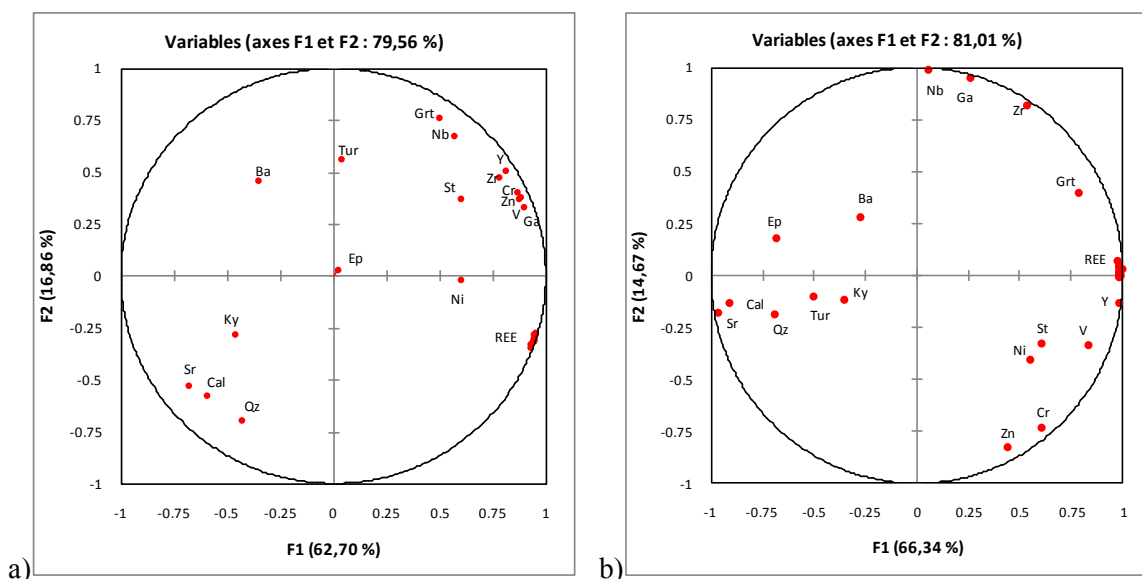 Variables (axes F1 et F2 : 79,56 %)
1
0.75
0.5
0.25
0
-0.25
-0.5
-0.75
-1
F2 (16,86 %)
Grt
Nb
Tur
Ba
Y
Zr
Cr
St
Zn
V
Ga
Ep
Ni
Ky
REE
Sr
Cal
Qz
-1 -0.75 -0.5 -0.25 0 0.25 0.5 0.75 1
F1 (62,70 %)
a)
Variables (axes F1 et F2 : 81,01 %)
1
0.75
0.5
0.25
0
-0.25
-0.5
-0.75
-1
F2 (14,67 %)
Nb
Ga
Zr
Grt
Ba
Ep
REE
Ky
Cal
Y
Sr
Qz
Tur
St
V
Ni
Cr
Zn
-1 -0.75 -0.5 -0.25 0 0.25 0.5 0.75 1
F1 (66,34 %)
b)